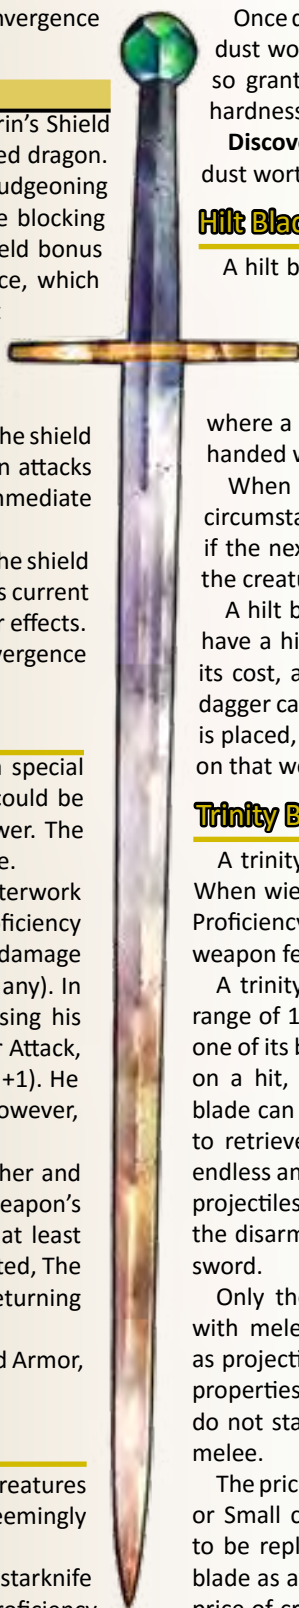 nvergence
rin's Shield
ed dragon.
udgeoning
e blocking
eld bonus
ce, which
he shield
n attacks
mmediate
he shield
s current
r effects.
vergence
special
could be
wer. The
e.
terwork
ficiency
damage
any). In
sing his
r Attack,
+1). He
owever,
her and
eapon's
at least
ted, The
eturning
d Armor,
reatures
eemingly
starknife
Once c
dust wo
so grant
hardness
Discove
dust wort
Hilt Blac
A hilt b
where a
handed w
When
circumsta
if the nex
the creatu
A hilt b
have a hi
its cost, a
dagger ca
is placed,
on that we
Trinity B
A trinity
When wie
Proficiency
weapon fe
A trinity
range of 1
one of its b
on a hit,
blade can
to retrieve
endless an
projectiles
the disarm
sword.
Only the
with mele
as projecti
properties
do not sta
melee.
The pric
or Small c
to be repl
blade as a